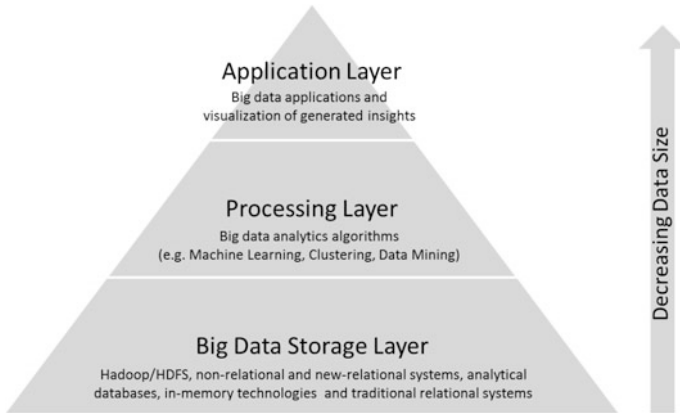 Application Layer
Big data applications and
visualization of generated insights
Processing Layer
Big data analytics algorithms
(e.g. Machine Learning, Clustering, Data Mining)
Big Data Storage Layer
Hadoop/HDFS, non-relational and new-relational systems, analytical
databases, in-memory technologies and traditional relational systems
Decreasing Data Size